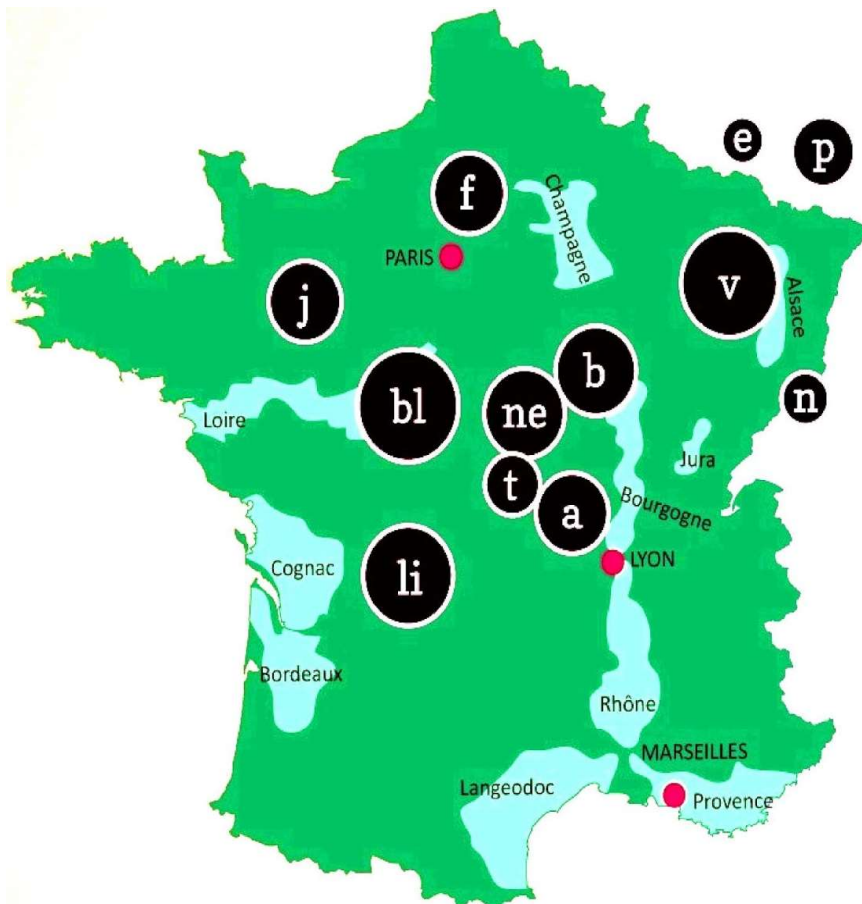 e
p
f
Champagne
PARIS
v
Alsace
j
b
n
bl
ne
Loire
Jura
t
a
Bourgogne
LYON
Cognac
li
Bordeaux
Rhône
MARSEILLES
Langeodoc
Provence